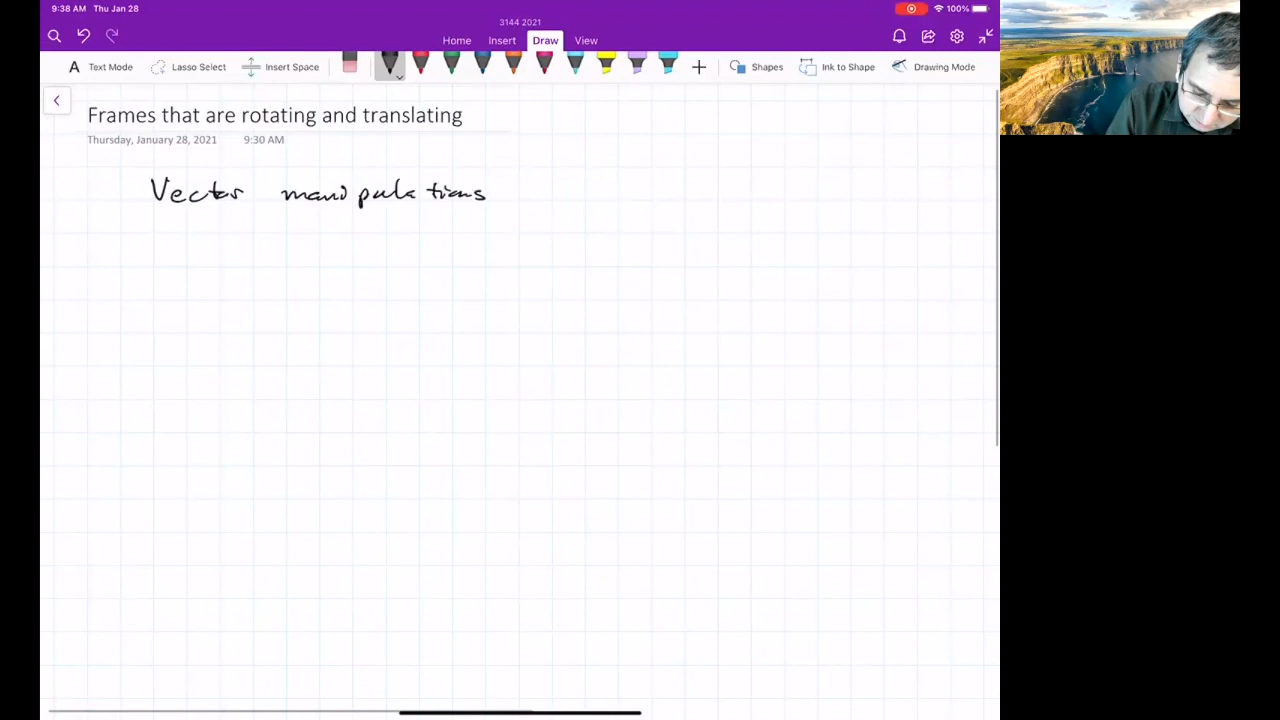 9:38 AM Thu Jan 28
100%
3144 2021
Home Insert Draw View
Text Mode Lasso Select Insert Space Shapes Ink to Shape Drawing Mode
Frames that are rotating and translating
Thursday, January 28, 2021 9:30 AM
Vector manipulations